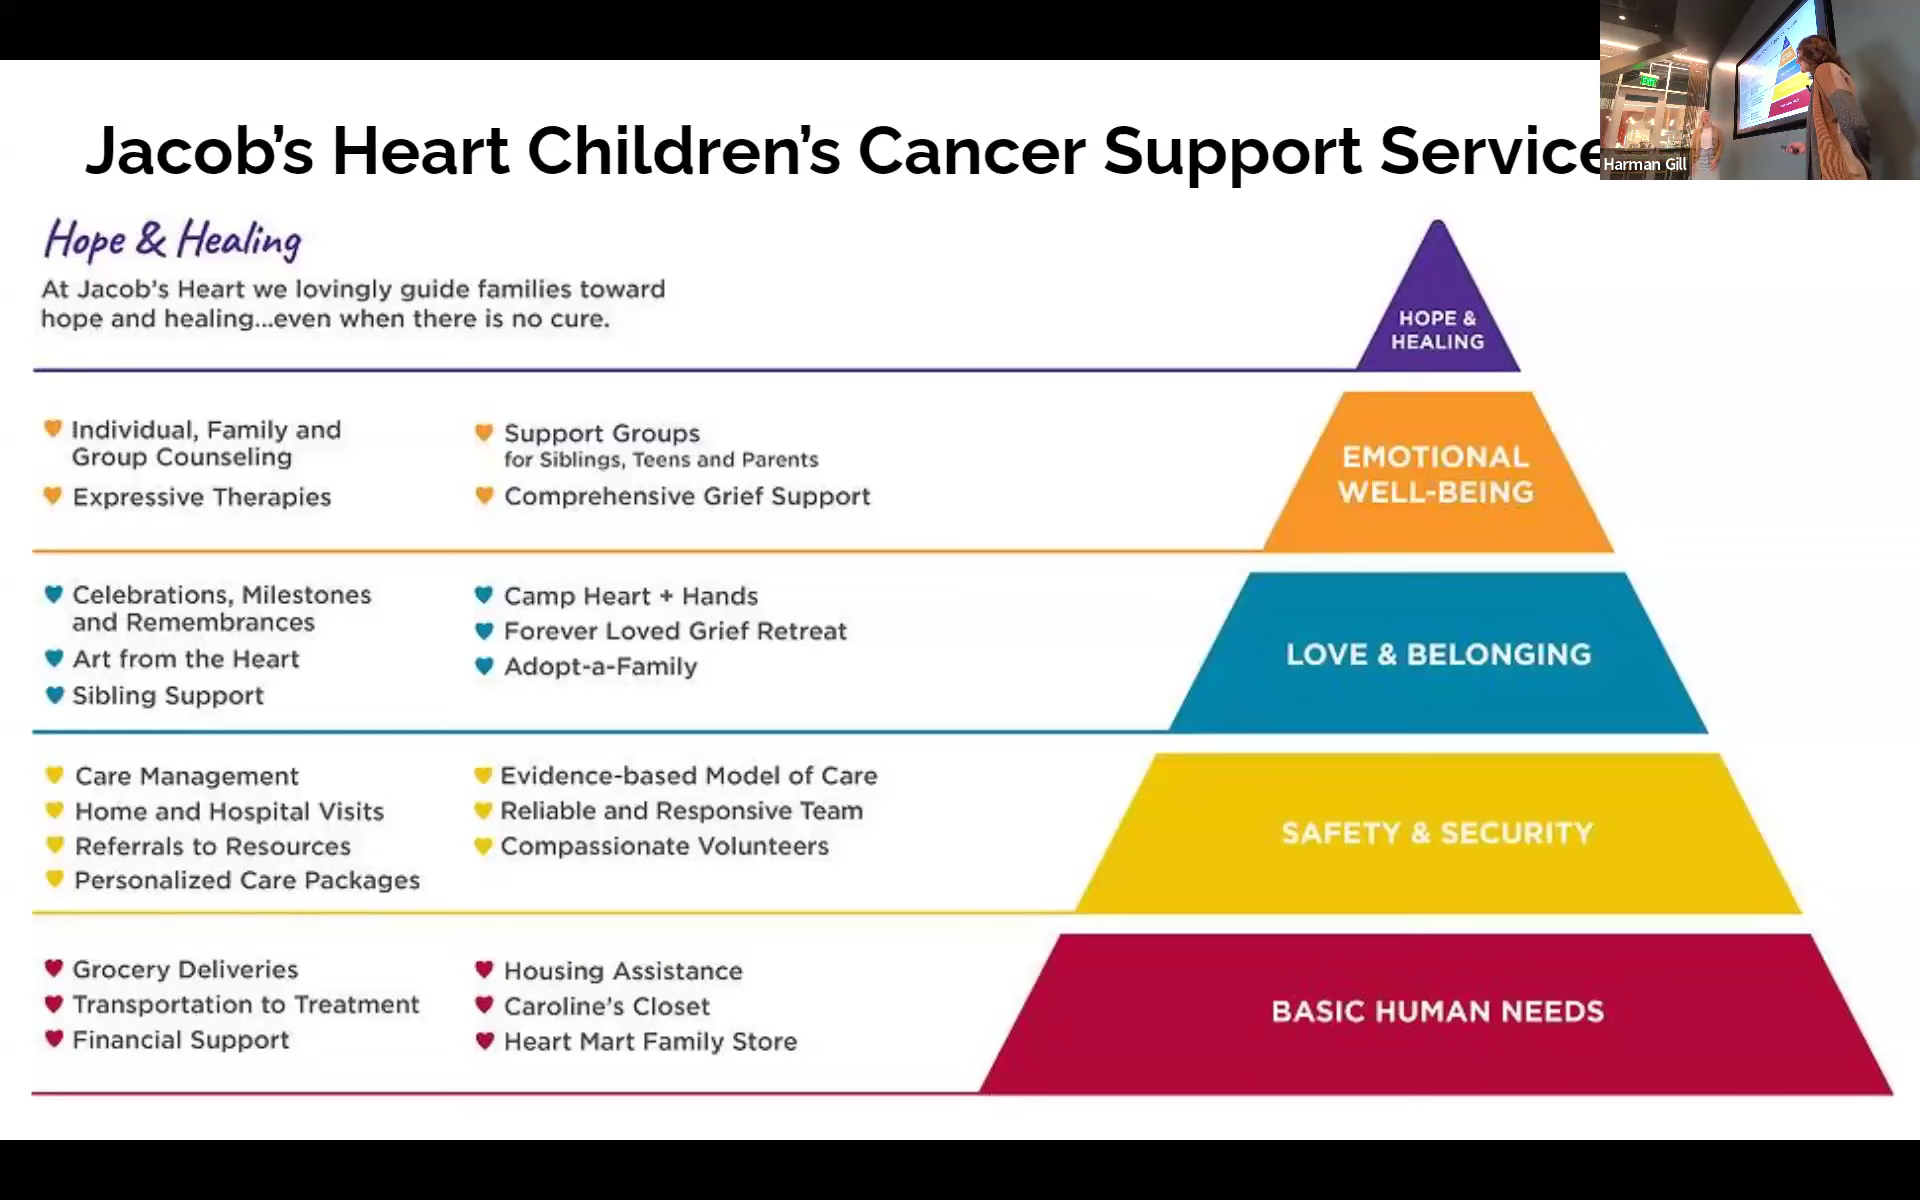 Jacob's Heart Children's Cancer Support Service
EXIT
Harman Gill
Hope & Healing
At Jacob's Heart we lovingly guide families toward
hope and healing...even when there is no cure.
HOPE &
HEALING
Individual, Family and
Group Counseling
Expressive Therapies
Support Groups
for Siblings, Teens and Parents
Comprehensive Grief Support
EMOTIONAL
WELL-BEING
Celebrations, Milestones
and Remembrances
Art from the Heart
Sibling Support
Camp Heart + Hands
Forever Loved Grief Retreat
Adopt-a-Family
LOVE & BELONGING
Care Management
Home and Hospital Visits
Referrals to Resources
Personalized Care Packages
Evidence-based Model of Care
Reliable and Responsive Team
Compassionate Volunteers
SAFETY & SECURITY
Grocery Deliveries
Transportation to Treatment
Financial Support
Housing Assistance
Caroline's Closet
Heart Mart Family Store
BASIC HUMAN NEEDS